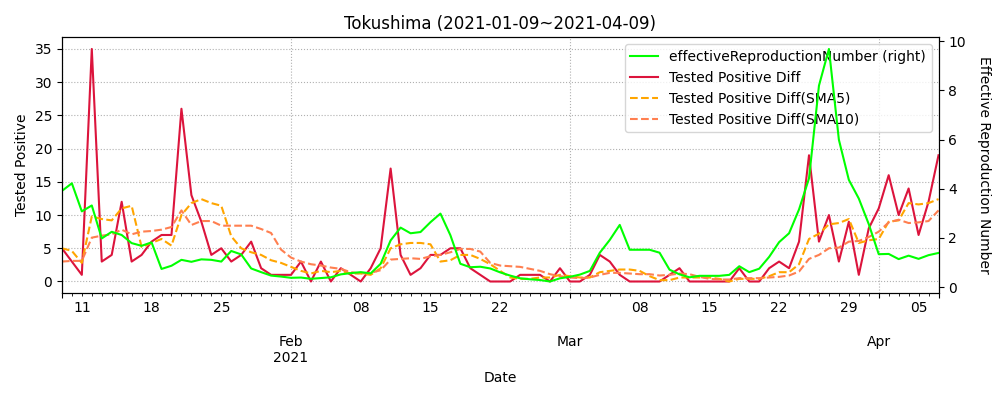 Tokushima (2021-01-09~2021-04-09)
effectiveReproductionNumber (right)
Tested Positive Diff
Tested Positive Diff(SMA5)
Tested Positive Diff(SMA10)
Tested Positive
35
30
25
20
15
10
5
0
10
8
6
4
2
0
Effective Reproduction Number
11 18 25 08 15 22 08 15 22 29 05
Feb Mar Apr
2021
Date